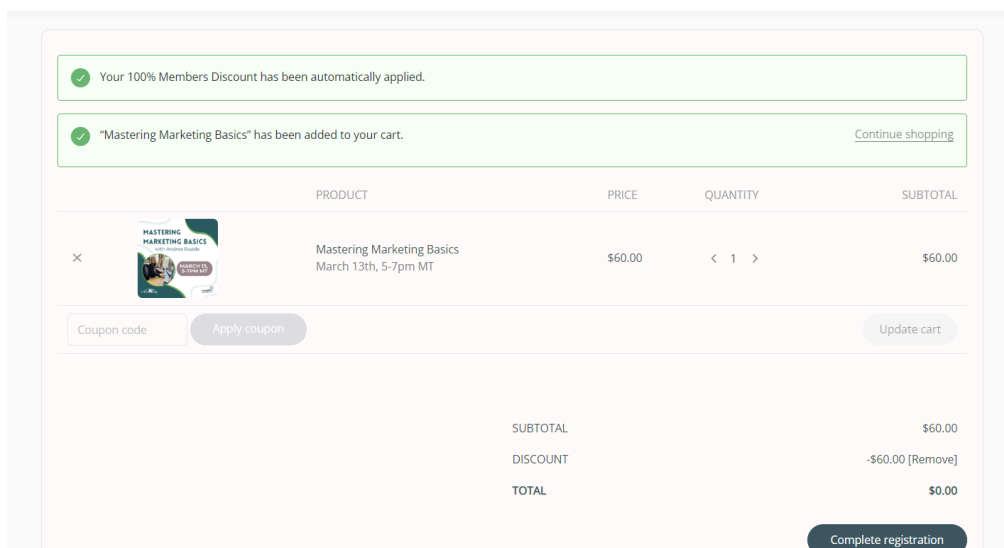 Your 100% Members Discount has been automatically applied.
“Mastering Marketing Basics” has been added to your cart.
Continue shopping
PRODUCT PRICE QUANTITY SUBTOTAL
MASTERING
MARKETING BASICS
with Andrea Studds
MARCH 13,
5-7PM MT
Mastering Marketing Basics
March 13th, 5-7pm MT
$60.00
1
$60.00
Coupon code
Apply coupon
Update cart
SUBTOTAL $60.00
DISCOUNT -$60.00 [Remove]
TOTAL $0.00
Complete registration